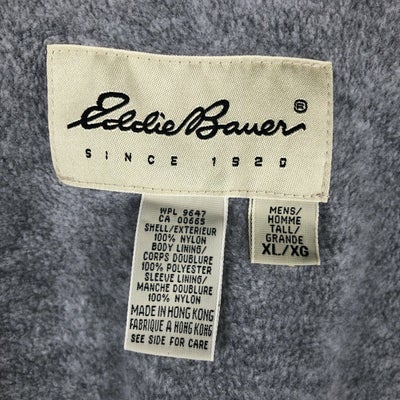 Eddie Bauer®
SINCE 1920
WPL 9647
CA 00665
SHELL/EXTERIEUR
100% NYLON
BODY LINING/
CORPS DOUBLURE
100% POLYESTER
SLEEVE LINING/
MANCHE DOUBLURE
100% NYLON
MADE IN HONG KONG
FABRIQUE A HONG KONG
SEE SIDE FOR CARE
MENS/
HOMME
TALL/
GRANDE
XL/XG